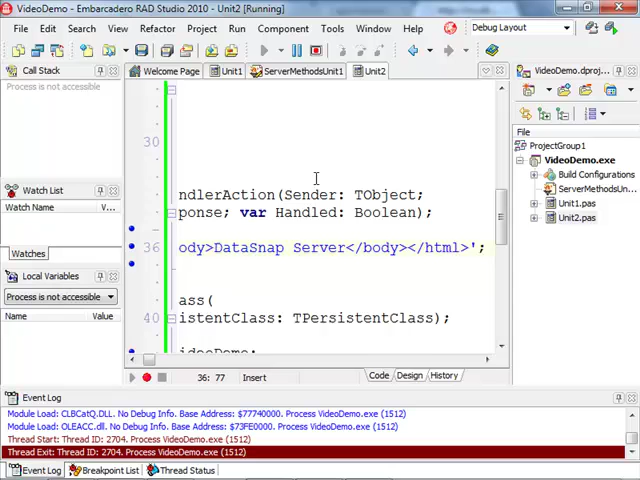 VideoDemo - Embarcadero RAD Studio 2010 - Unit2 [Running]
File Edit Search View Refactor Project Run Component Tools Window Help
Debug Layout
Call Stack
Process is not accessible
Welcome Page Unit1 ServerMethodsUnit1 Unit2
VideoDemo.dproj...
30
ndlerAction(Sender: TObject;
ponse; var Handled: Boolean);
36 ody>DataSnap Server</body></html>';
ass(
40 istentClass: TPersistentClass);
ideoDemo;
File
ProjectGroup1
VideoDemo.exe
Build Configurations
ServerMethodsUn...
Unit1.pas
Unit2.pas
Watch List
Watch Name Value
Watches
Local Variables
Process is not accessible
Name Value
36: 77 Insert
Code Design History
Event Log
Module Load: CLBCatQ.DLL. No Debug Info. Base Address: $77740000. Process VideoDemo.exe (1512)
Module Load: OLEACC.dll. No Debug Info. Base Address: $73FE0000. Process VideoDemo.exe (1512)
Thread Start: Thread ID: 2704. Process VideoDemo.exe (1512)
Thread Exit: Thread ID: 2704. Process VideoDemo.exe (1512)
Event Log Breakpoint List Thread Status